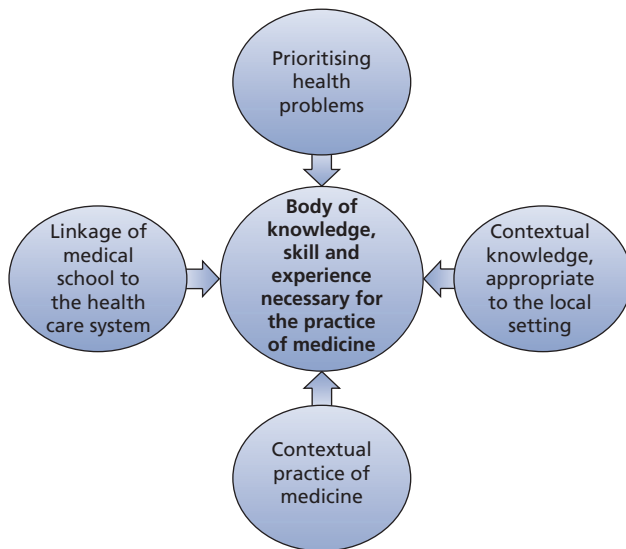 Prioritising
health
problems
Linkage of
medical
school to
the health
care system
Body of
knowledge,
skill and
experience
necessary for
the practice
of medicine
Contextual
knowledge,
appropriate
to the local
setting
Contextual
practice of
medicine